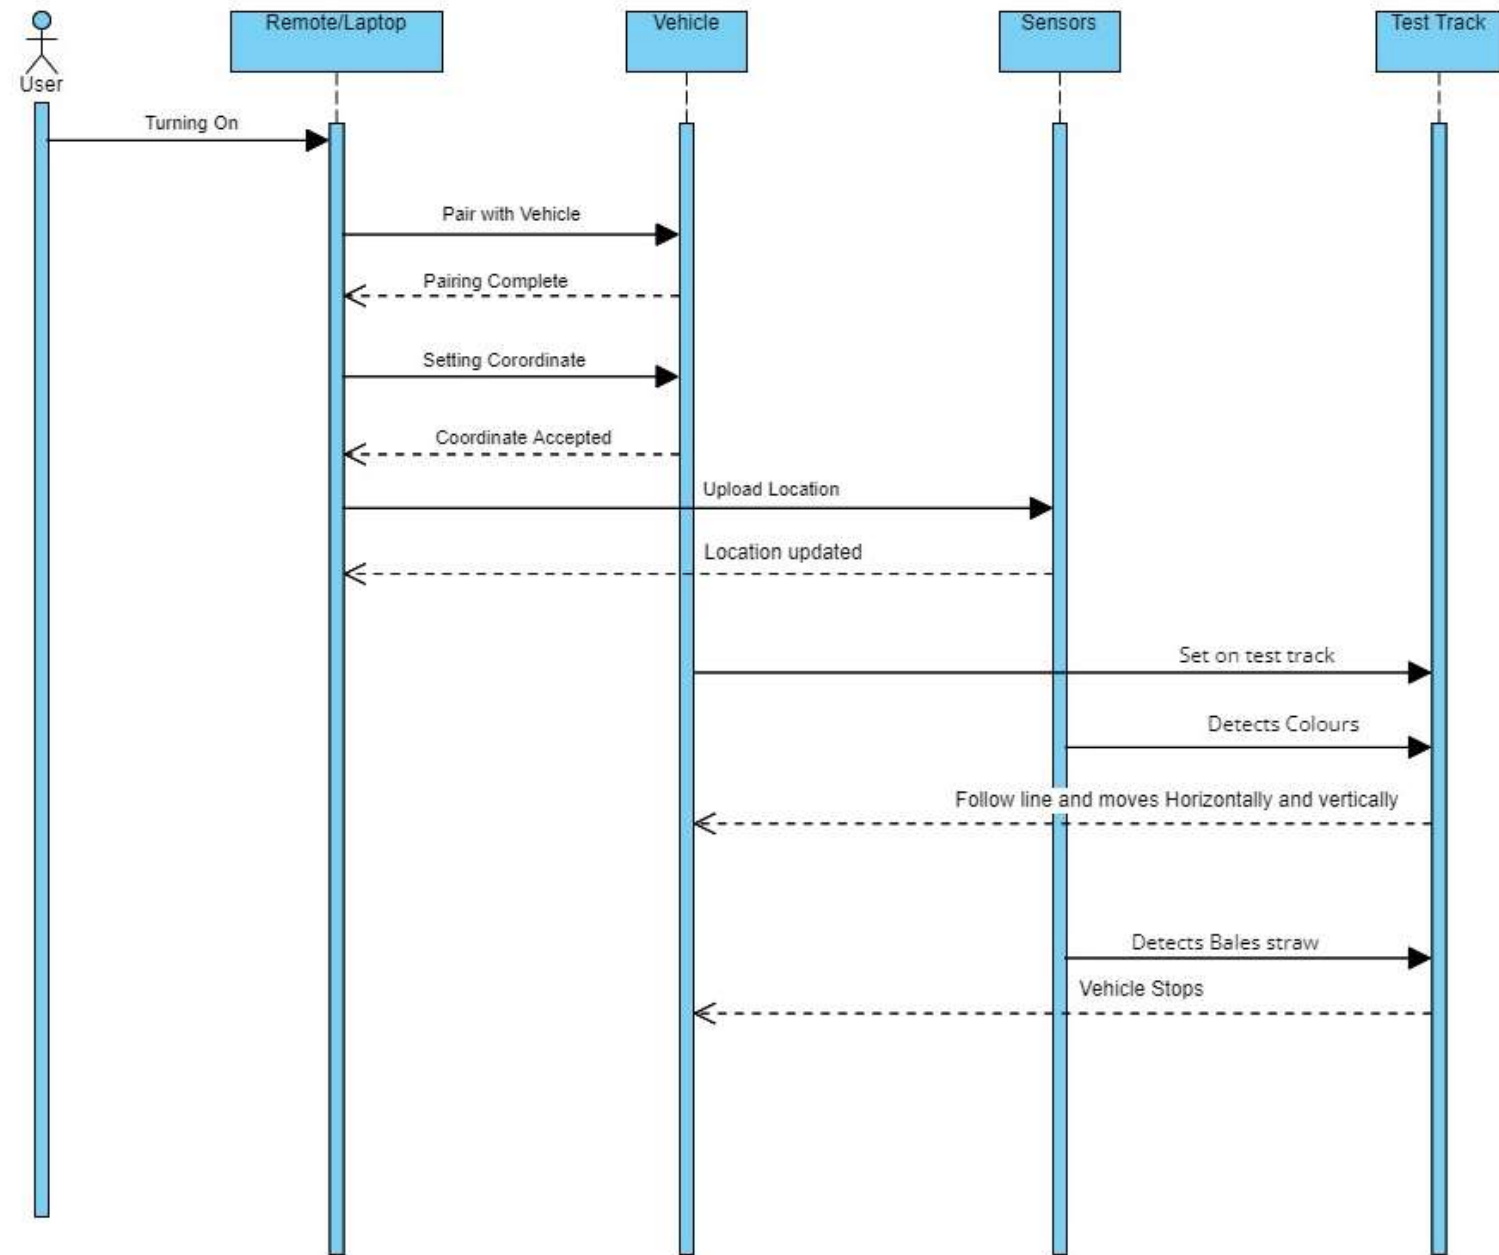 Remote/Laptop
Vehicle
Sensors
Test Track
User
Turning On
Pair with Vehicle
Pairing Complete
Setting Corordinate
Coordinate Accepted
Upload Location
Location updated
Set on test track
Detects Colours
Follow line and moves Horizontally and vertically
Detects Bales straw
Vehicle Stops